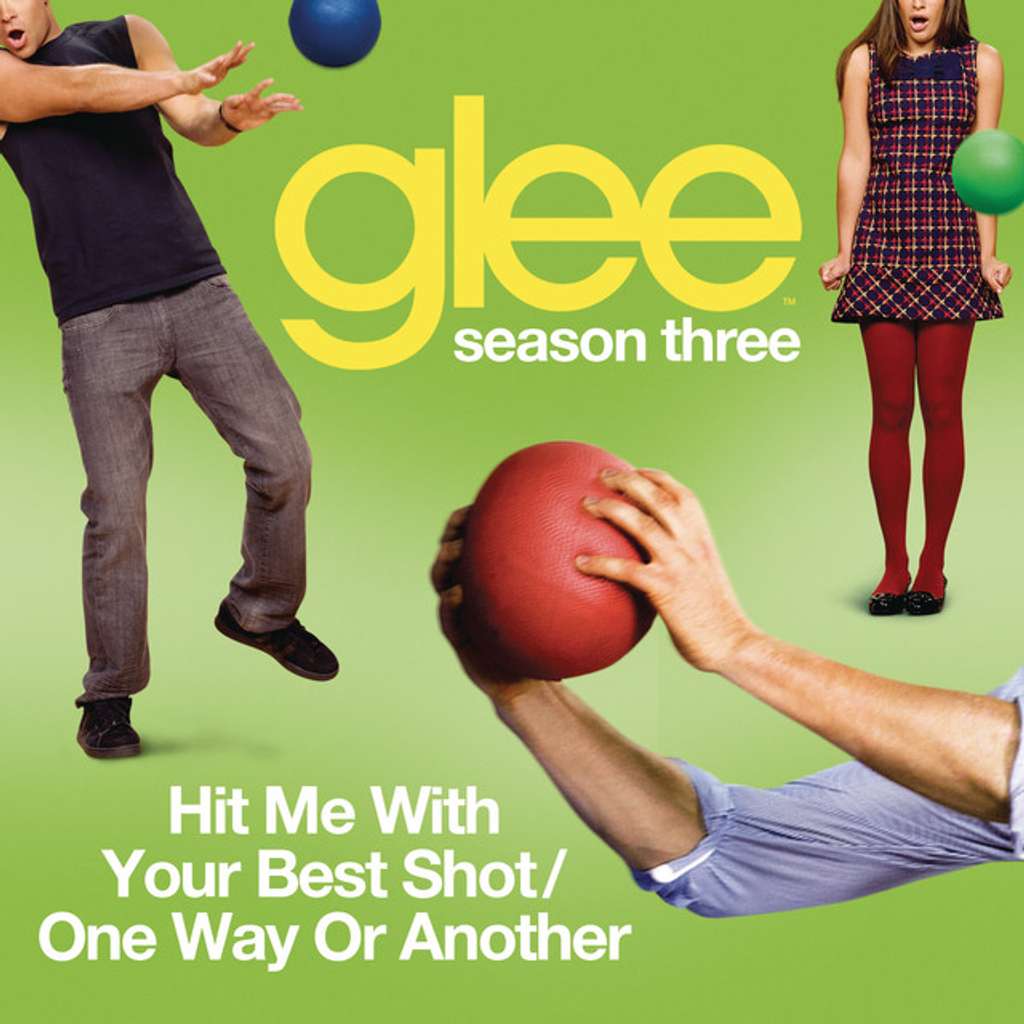 glee
™
season three
Hit Me With
Your Best Shot/
One Way Or Another